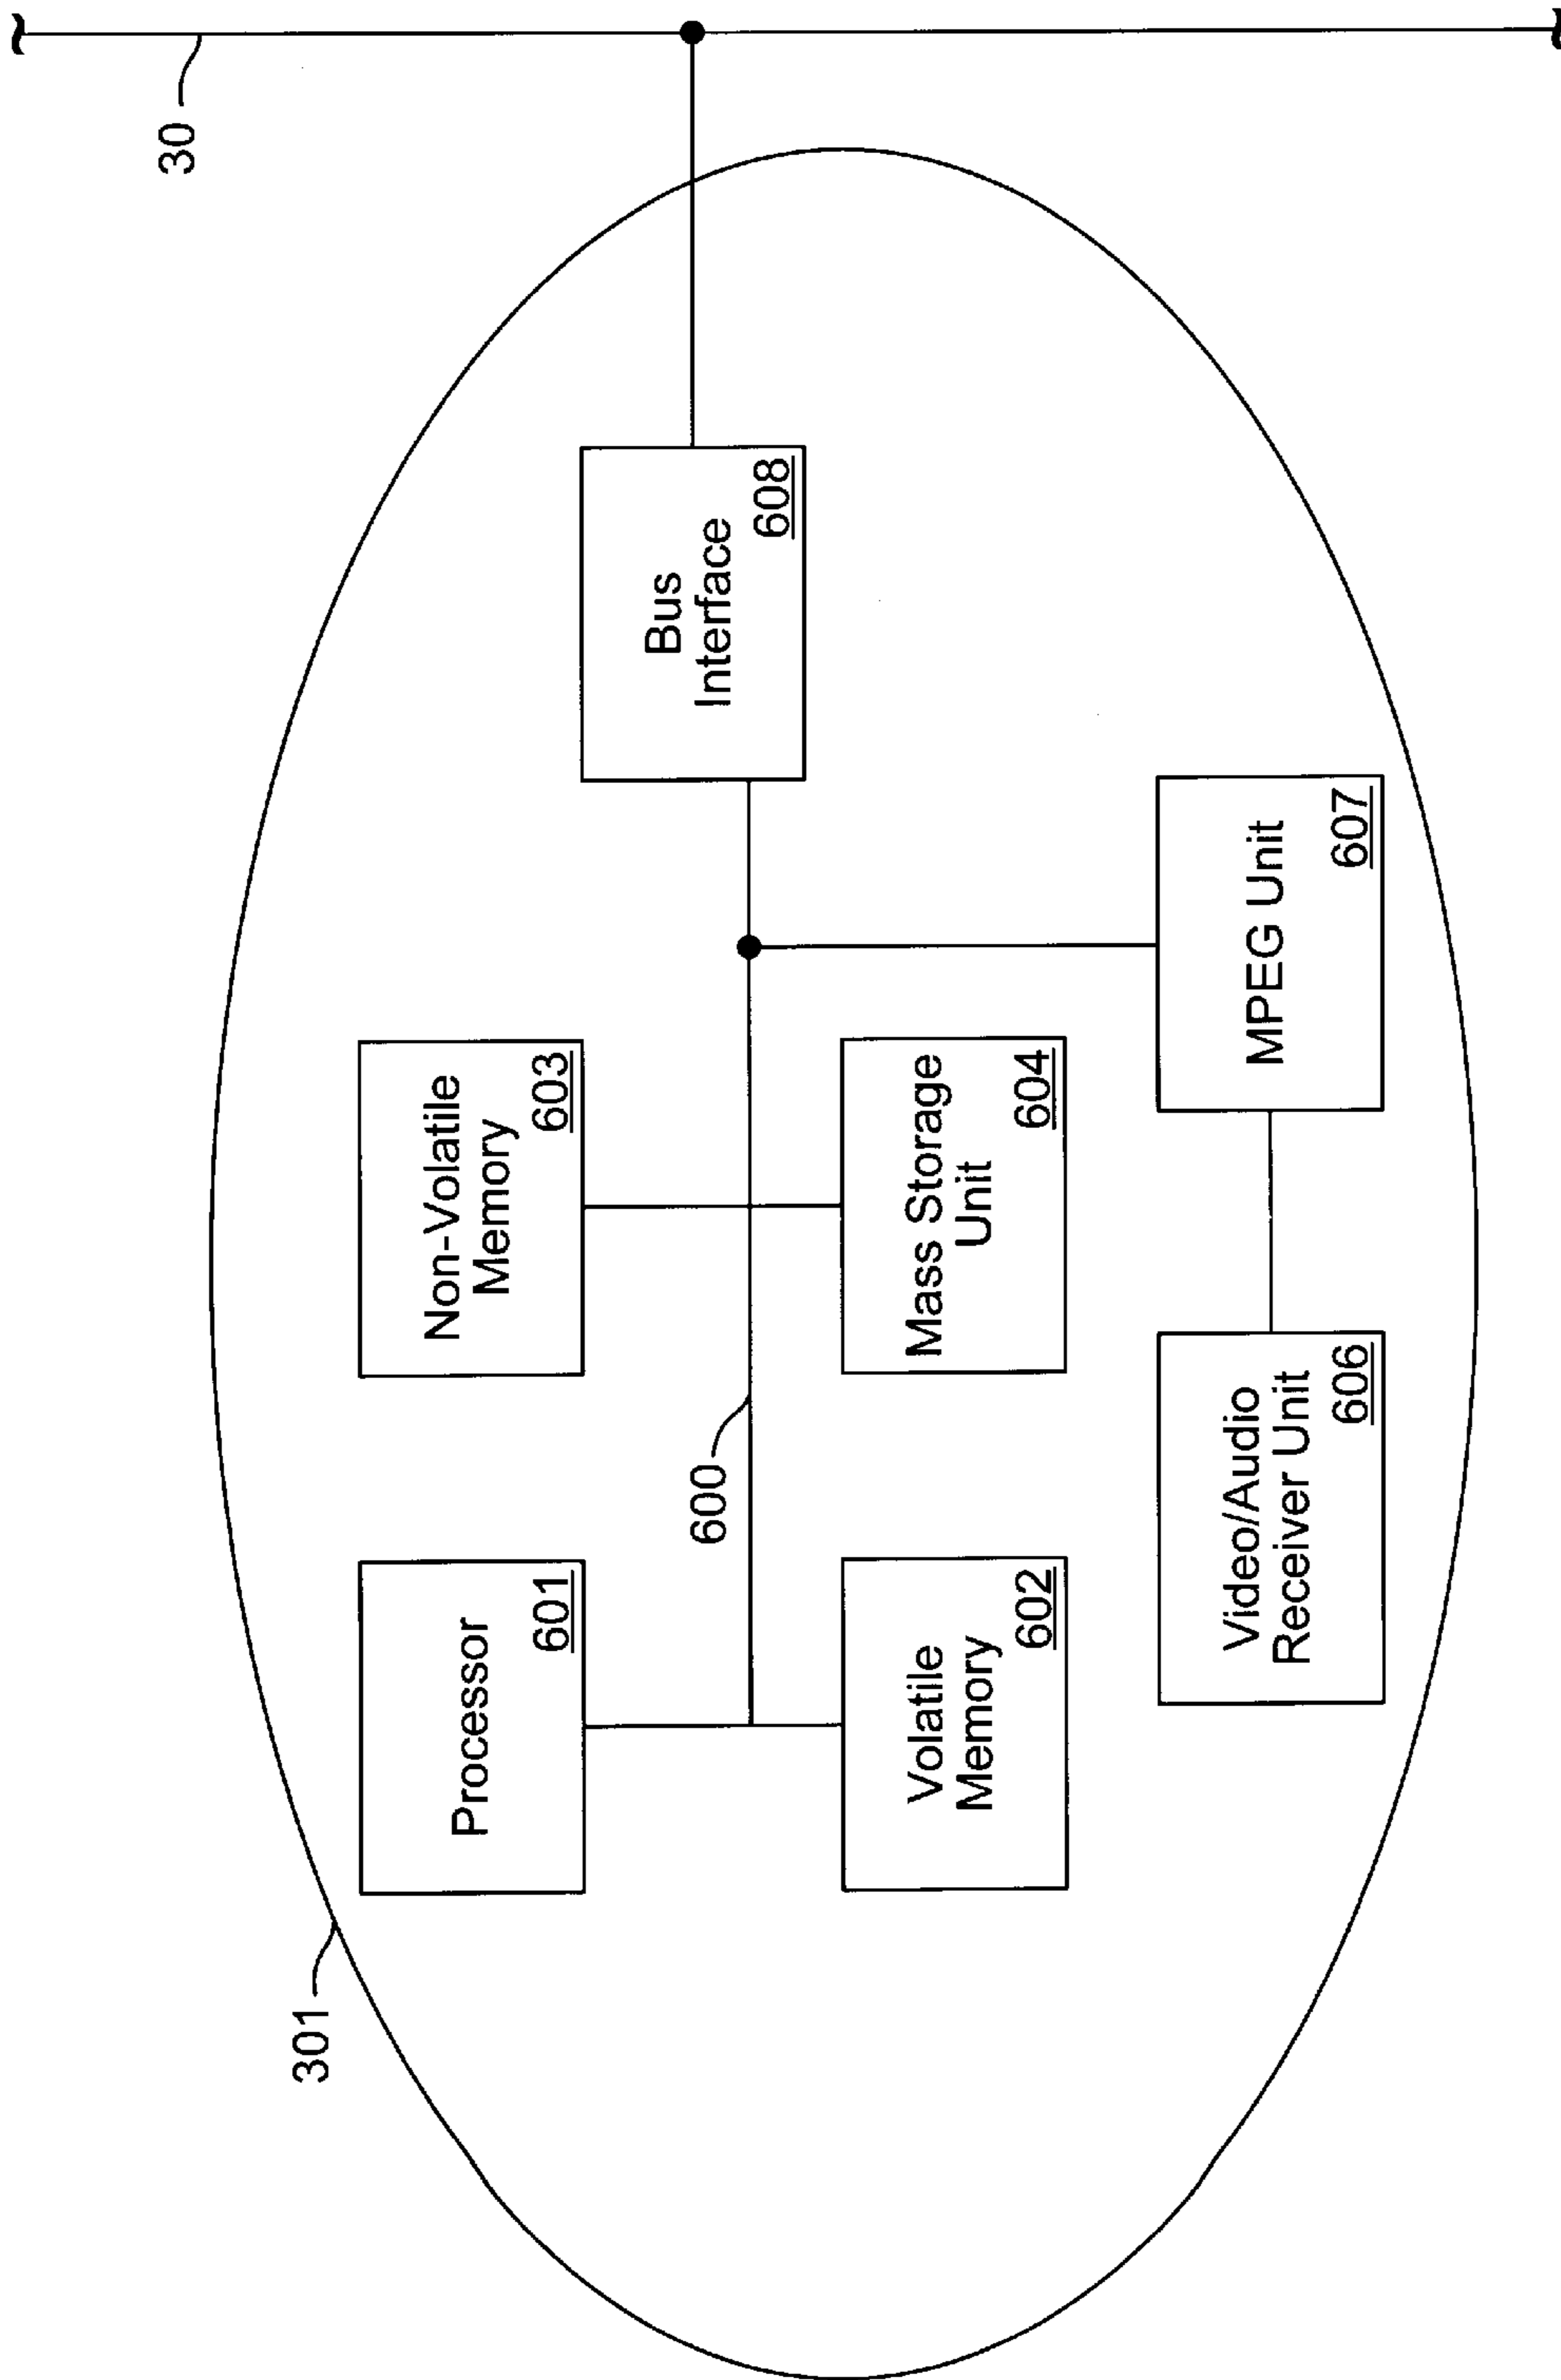 30
301
Processor
601
Non-Volatile
Memory
603
Bus
Interface
608
600
Volatile
Memory
602
Mass Storage
Unit
604
Video/Audio
Receiver Unit
606
MPEG Unit
607